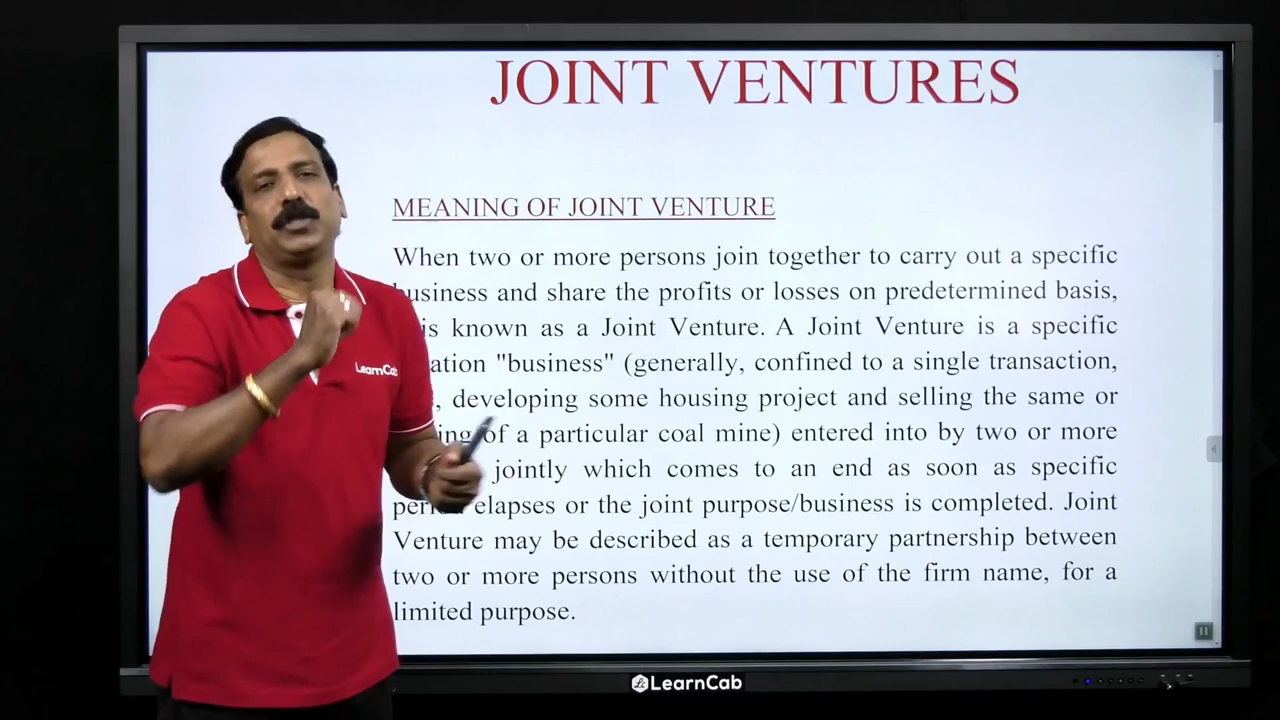 JOINT VENTURES
MEANING OF JOINT VENTURE
When two or more persons join together to carry out a specific
business and share the profits or losses on predetermined basis,
is known as a Joint Venture. A Joint Venture is a specific
ation "business" (generally, confined to a single transaction,
, developing some housing project and selling the same or
ing of a particular coal mine) entered into by two or more
jointly which comes to an end as soon as specific
period elapses or the joint purpose/business is completed. Joint
Venture may be described as a temporary partnership between
two or more persons without the use of the firm name, for a
limited purpose.
LearnCab
LearnCab